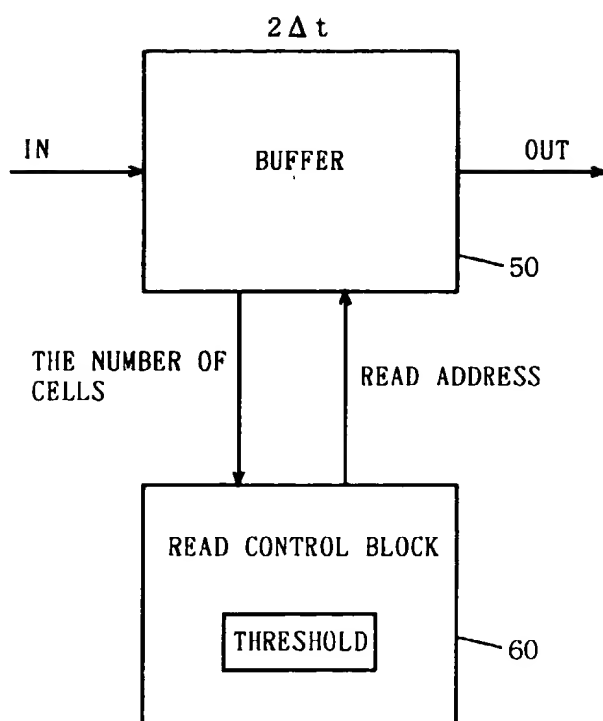 2Δt
IN
BUFFER
OUT
50
THE NUMBER OF
CELLS
READ ADDRESS
READ CONTROL BLOCK
THRESHOLD
60